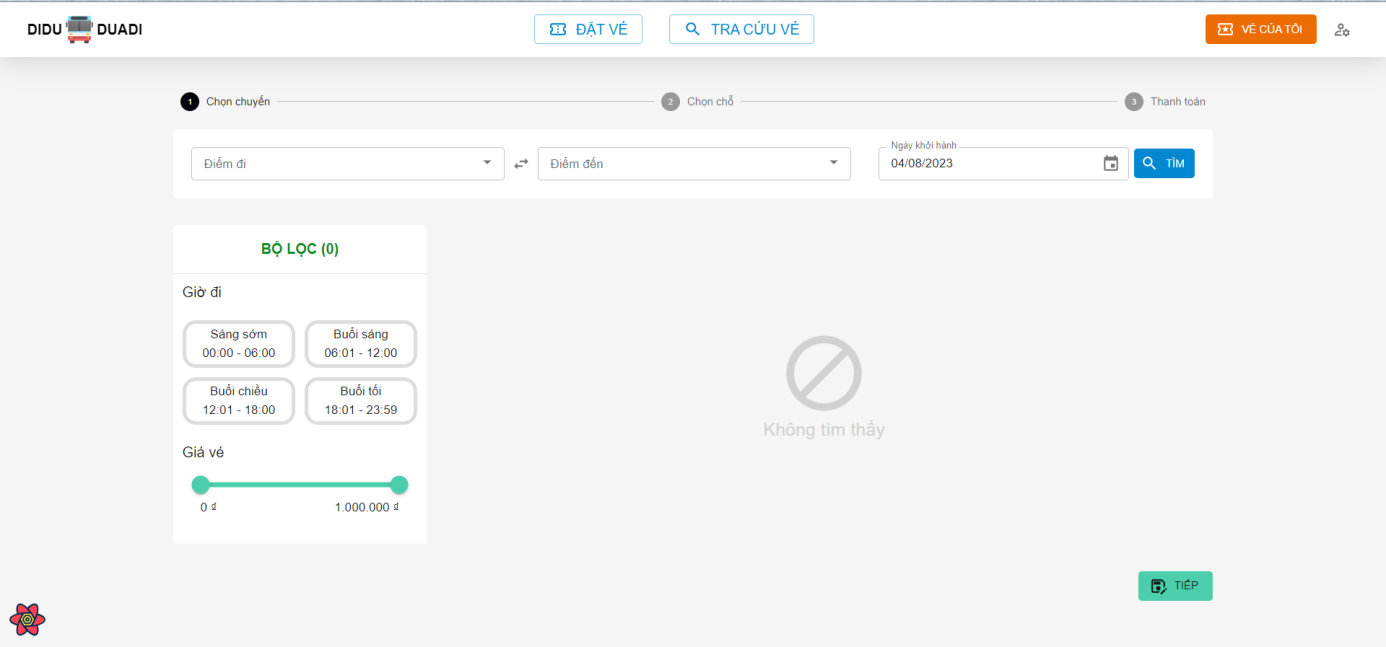 DIDU DUADI
ĐẶT VÉ
TRA CỨU VÉ
VÉ CỦA TÔI
1 Chọn chuyến
2 Chọn chỗ
3 Thanh toán
Điểm đi
Điểm đến
Ngày khởi hành
04/08/2023
TÌM
BỘ LỌC (0)
Giờ đi
Sáng sớm
00:00 - 06:00
Buổi sáng
06:01 - 12:00
Buổi chiều
12:01 - 18:00
Buổi tối
18:01 - 23:59
Giá vé
0 ₫
1.000.000 ₫
Không tìm thấy
TIẾP